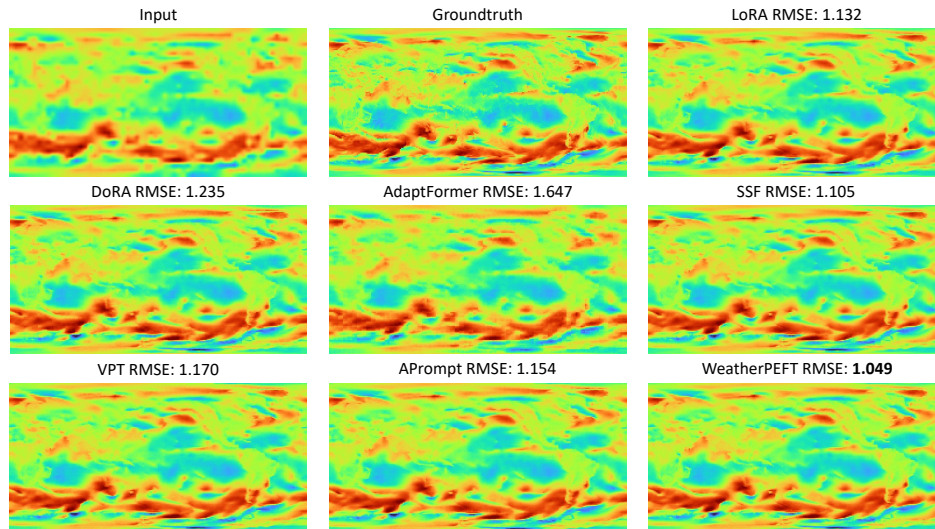 Input
Groundtruth
LoRA RMSE: 1.132
DoRA RMSE: 1.235
AdaptFormer RMSE: 1.647
SSF RMSE: 1.105
VPT RMSE: 1.170
APrompt RMSE: 1.154
WeatherPEFT RMSE: 1.049